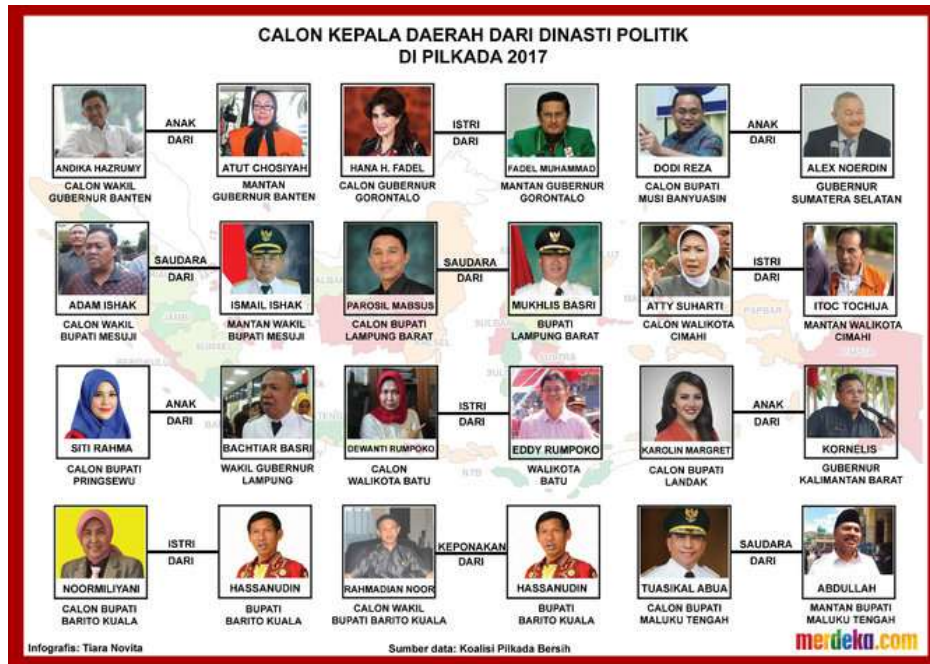 CALON KEPALA DAERAH DARI DINASTI POLITIK
DI PILKADA 2017
ANDIKA HAZRUMY
CALON WAKIL
GUBERNUR BANTEN
ANAK
DARI
ATUT CHOSIYAH
MANTAN
GUBERNUR BANTEN
HANA H. FADEL
CALON GUBERNUR
GORONTALO
ISTRI
DARI
FADEL MUHAMMAD
MANTAN GUBERNUR
GORONTALO
DODI REZA
CALON BUPATI
MUSI BANYUASIN
ANAK
DARI
ALEX NOERDIN
GUBERNUR
SUMATERA SELATAN
ADAM ISHAK
CALON WAKIL
BUPATI MESUJI
SAUDARA
DARI
ISMAIL ISHAK
MANTAN WAKIL
BUPATI MESUJI
PAROSIL MABSUS
CALON BUPATI
LAMPUNG BARAT
SAUDARA
DARI
MUKHLIS BASRI
BUPATI
LAMPUNG BARAT
ATTY SUHARTI
CALON WALIKOTA
CIMAHI
ISTRI
DARI
ITOC TOCHIJA
MANTAN WALIKOTA
CIMAHI
SITI RAHMA
CALON BUPATI
PRINGSEWU
ANAK
DARI
BACHTIAR BASRI
WAKIL GUBERNUR
LAMPUNG
DEWANTI RUMPOKO
CALON
WALIKOTA BATU
ISTRI
DARI
EDDY RUMPOKO
WALIKOTA
BATU
KAROLIN MARGRET
CALON BUPATI
LANDAK
ANAK
DARI
KORNELIS
GUBERNUR
KALIMANTAN BARAT
NOORMILIYANI
CALON BUPATI
BARITO KUALA
ISTRI
DARI
HASSANUDIN
BUPATI
BARITO KUALA
RAHMADIAN NOOR
CALON WAKIL
BUPATI BARITO KUALA
KEPONAKAN
DARI
HASSANUDIN
BUPATI
BARITO KUALA
TUASIKAL ABUA
CALON BUPATI
MALUKU TENGAH
SAUDARA
DARI
ABDULLAH
MANTAN BUPATI
MALUKU TENGAH
NTB
PAPBAR
Infografis: Tiara Novita
Sumber data: Koalisi Pilkada Bersih
merdeka.com